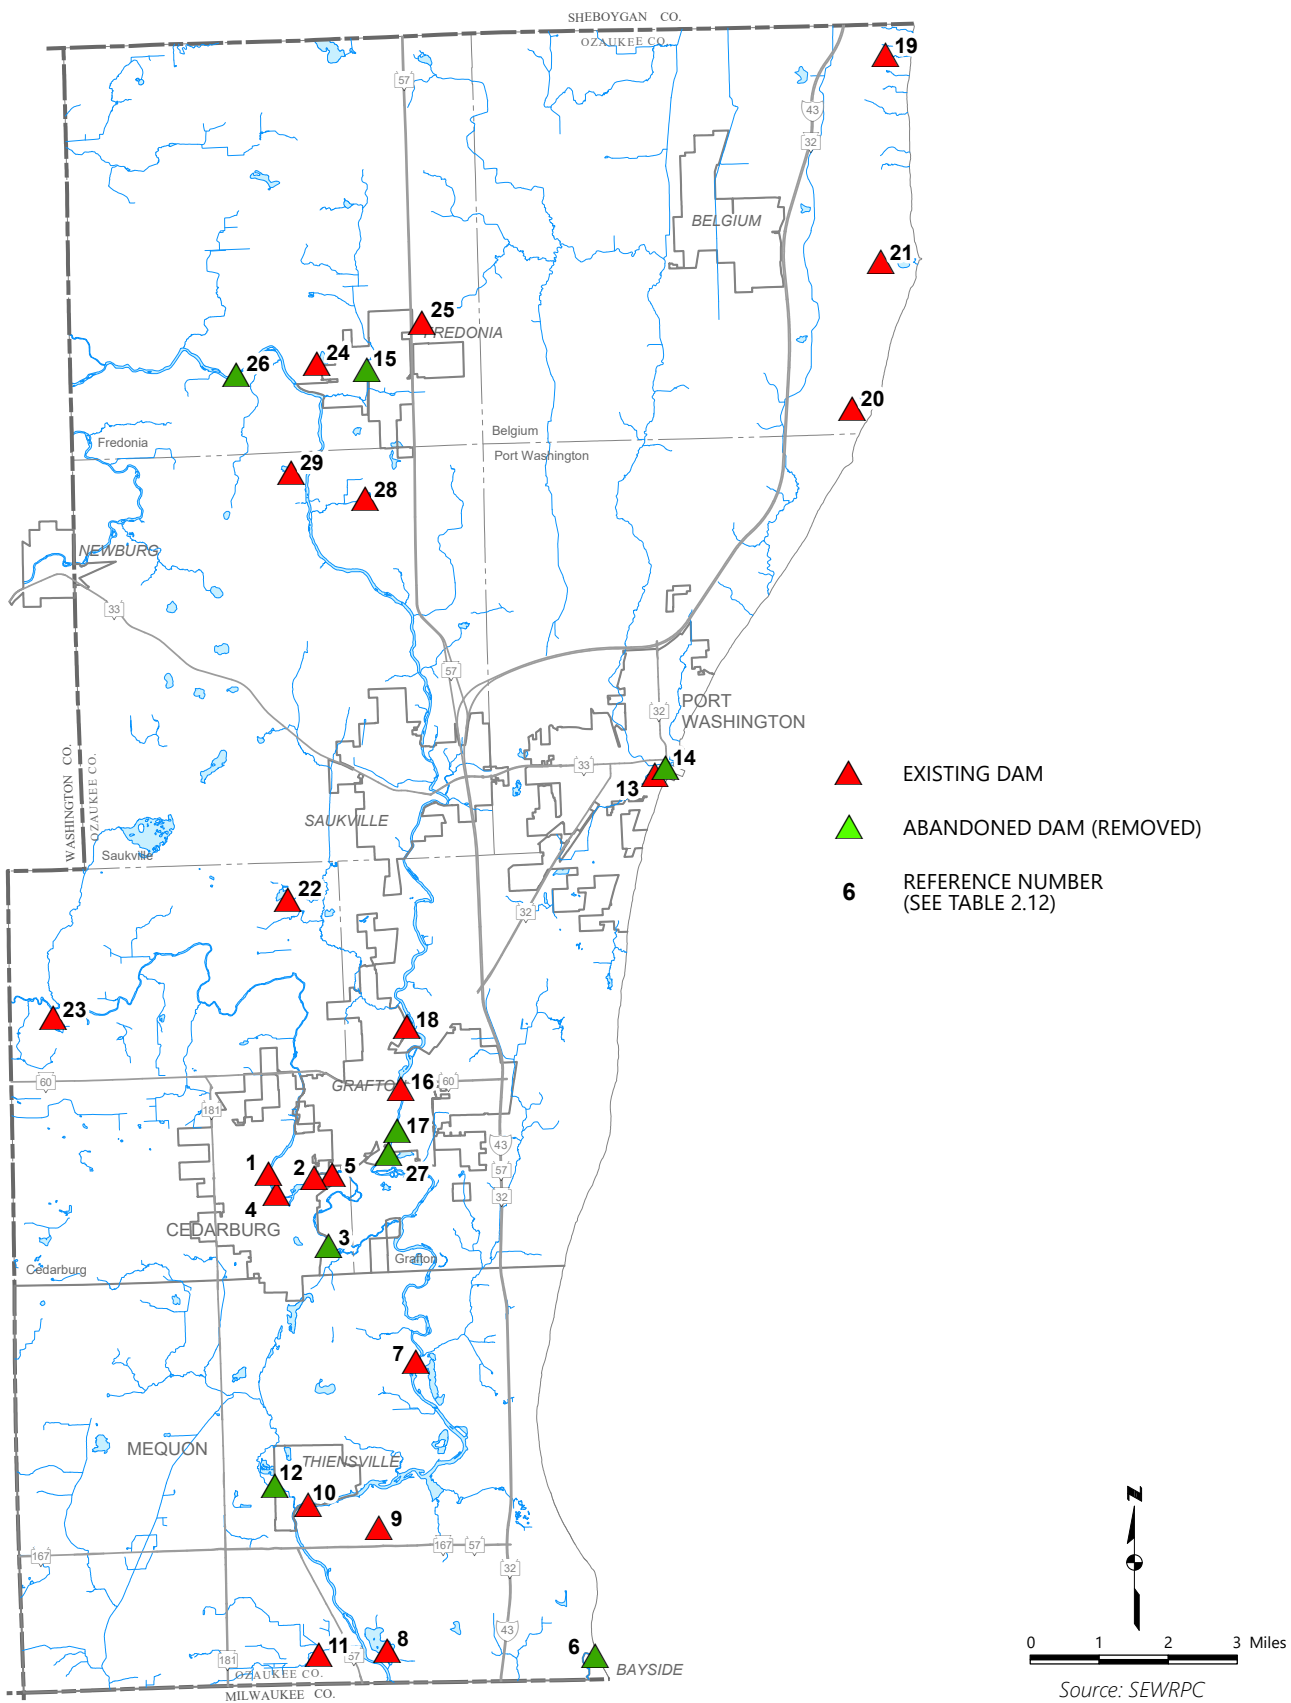 SHEBOYGAN CO.
OZAUKEE CO.
19
57
43
32
BELGIUM
21
25
FREDONIA
24
15
26
20
Fredonia
Belgium
Port Washington
29
28
NEWBURG
33
57
PORT
WASHINGTON
32
14
33
13
WASHINGTON CO.
OZAUKEE CO.
SAUKVILLE
Saukville
EXISTING DAM
ABANDONED DAM (REMOVED)
6
REFERENCE NUMBER
(SEE TABLE 2.12)
22
32
23
18
60
GRAFTON
16
60
181
17
43
1
2
5
27
57
4
32
CEDARBURG
3
Grafton
Cedarburg
7
MEQUON
THIENSVILLE
12
10
9
167
167
57
32
43
11
57
8
6
181
OZAUKEE CO.
MILWAUKEE CO.
BAYSIDE
N
0 1 2 3 Miles
Source: SEWRPC